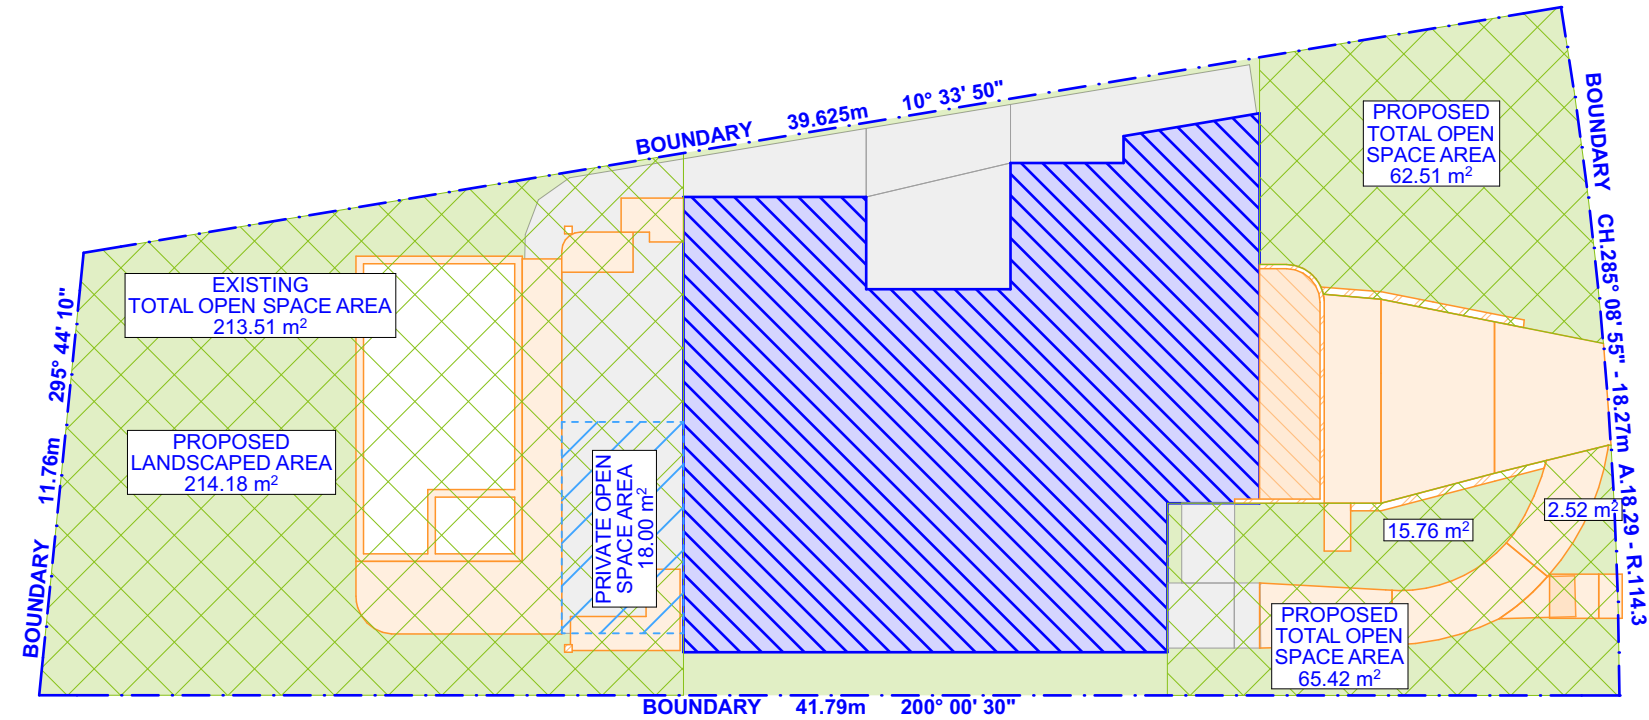 BOUNDARY 39.625m 10° 33' 50"
PROPOSED
TOTAL OPEN
SPACE AREA
62.51 m²
BOUNDARY CH.285° 08' 55" - 18.27m A.18.29 - R.114.3
EXISTING
TOTAL OPEN SPACE AREA
213.51 m²
BOUNDARY 11.76m 295° 44' 10"
PROPOSED
LANDSCAPED AREA
214.18 m²
PRIVATE OPEN
SPACE AREA
18.00 m²
2.52 m²
15.76 m²
PROPOSED
TOTAL OPEN
SPACE AREA
65.42 m²
BOUNDARY 41.79m 200° 00' 30"